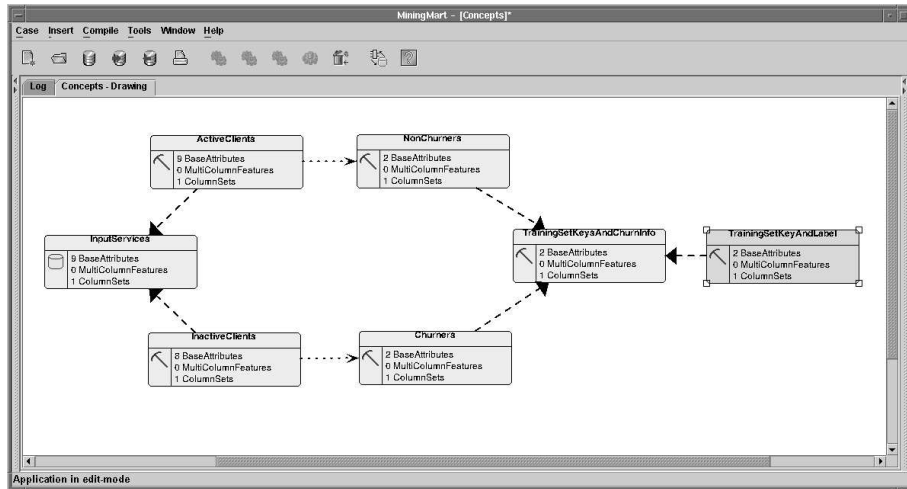 MiningMart - [Concepts]*
Case Insert Compile Tools Window Help
Log Concepts - Drawing
ActiveClients
9 BaseAttributes
0 MultiColumnFeatures
1 ColumnSets
NonChurners
2 BaseAttributes
0 MultiColumnFeatures
1 ColumnSets
InputServices
9 BaseAttributes
0 MultiColumnFeatures
1 ColumnSets
TrainingSetKeysAndChurnInfo
2 BaseAttributes
0 MultiColumnFeatures
1 ColumnSets
TrainingSetKeyAndLabel
2 BaseAttributes
0 MultiColumnFeatures
1 ColumnSets
InactiveClients
8 BaseAttributes
0 MultiColumnFeatures
1 ColumnSets
Churners
2 BaseAttributes
0 MultiColumnFeatures
1 ColumnSets
Application in edit-mode